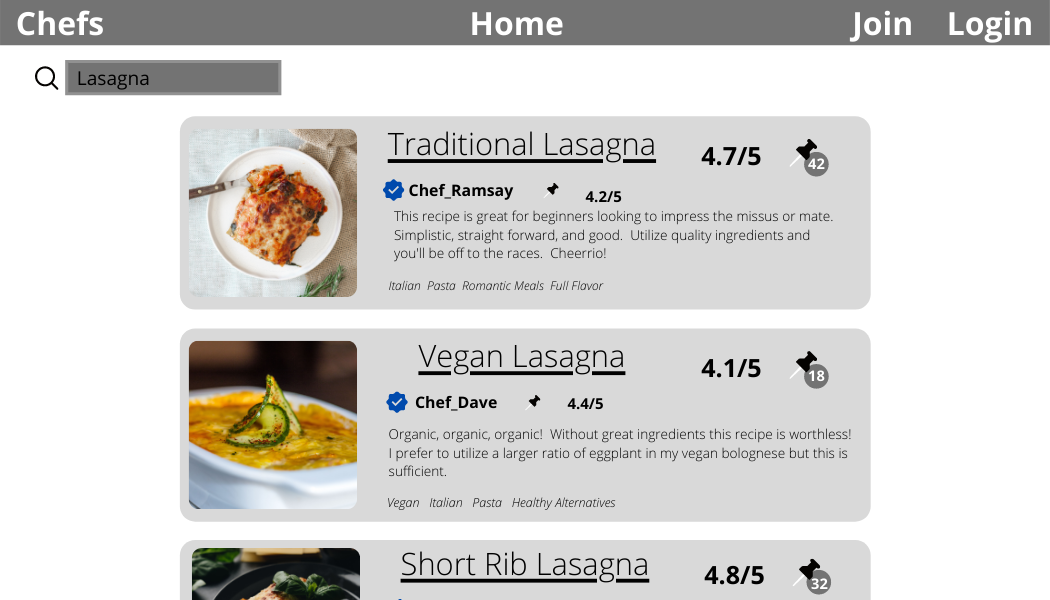 Chefs Home Join Login
Lasagna
Traditional Lasagna 4.7/5 42
Chef_Ramsay 4.2/5
This recipe is great for beginners looking to impress the missus or mate.
Simplistic, straight forward, and good. Utilize quality ingredients and
you'll be off to the races. Cheerrio!
Italian Pasta Romantic Meals Full Flavor
Vegan Lasagna 4.1/5 18
Chef_Dave 4.4/5
Organic, organic, organic! Without great ingredients this recipe is worthless!
I prefer to utilize a larger ratio of eggplant in my vegan bolognese but this is
sufficient.
Vegan Italian Pasta Healthy Alternatives
Short Rib Lasagna 4.8/5 32